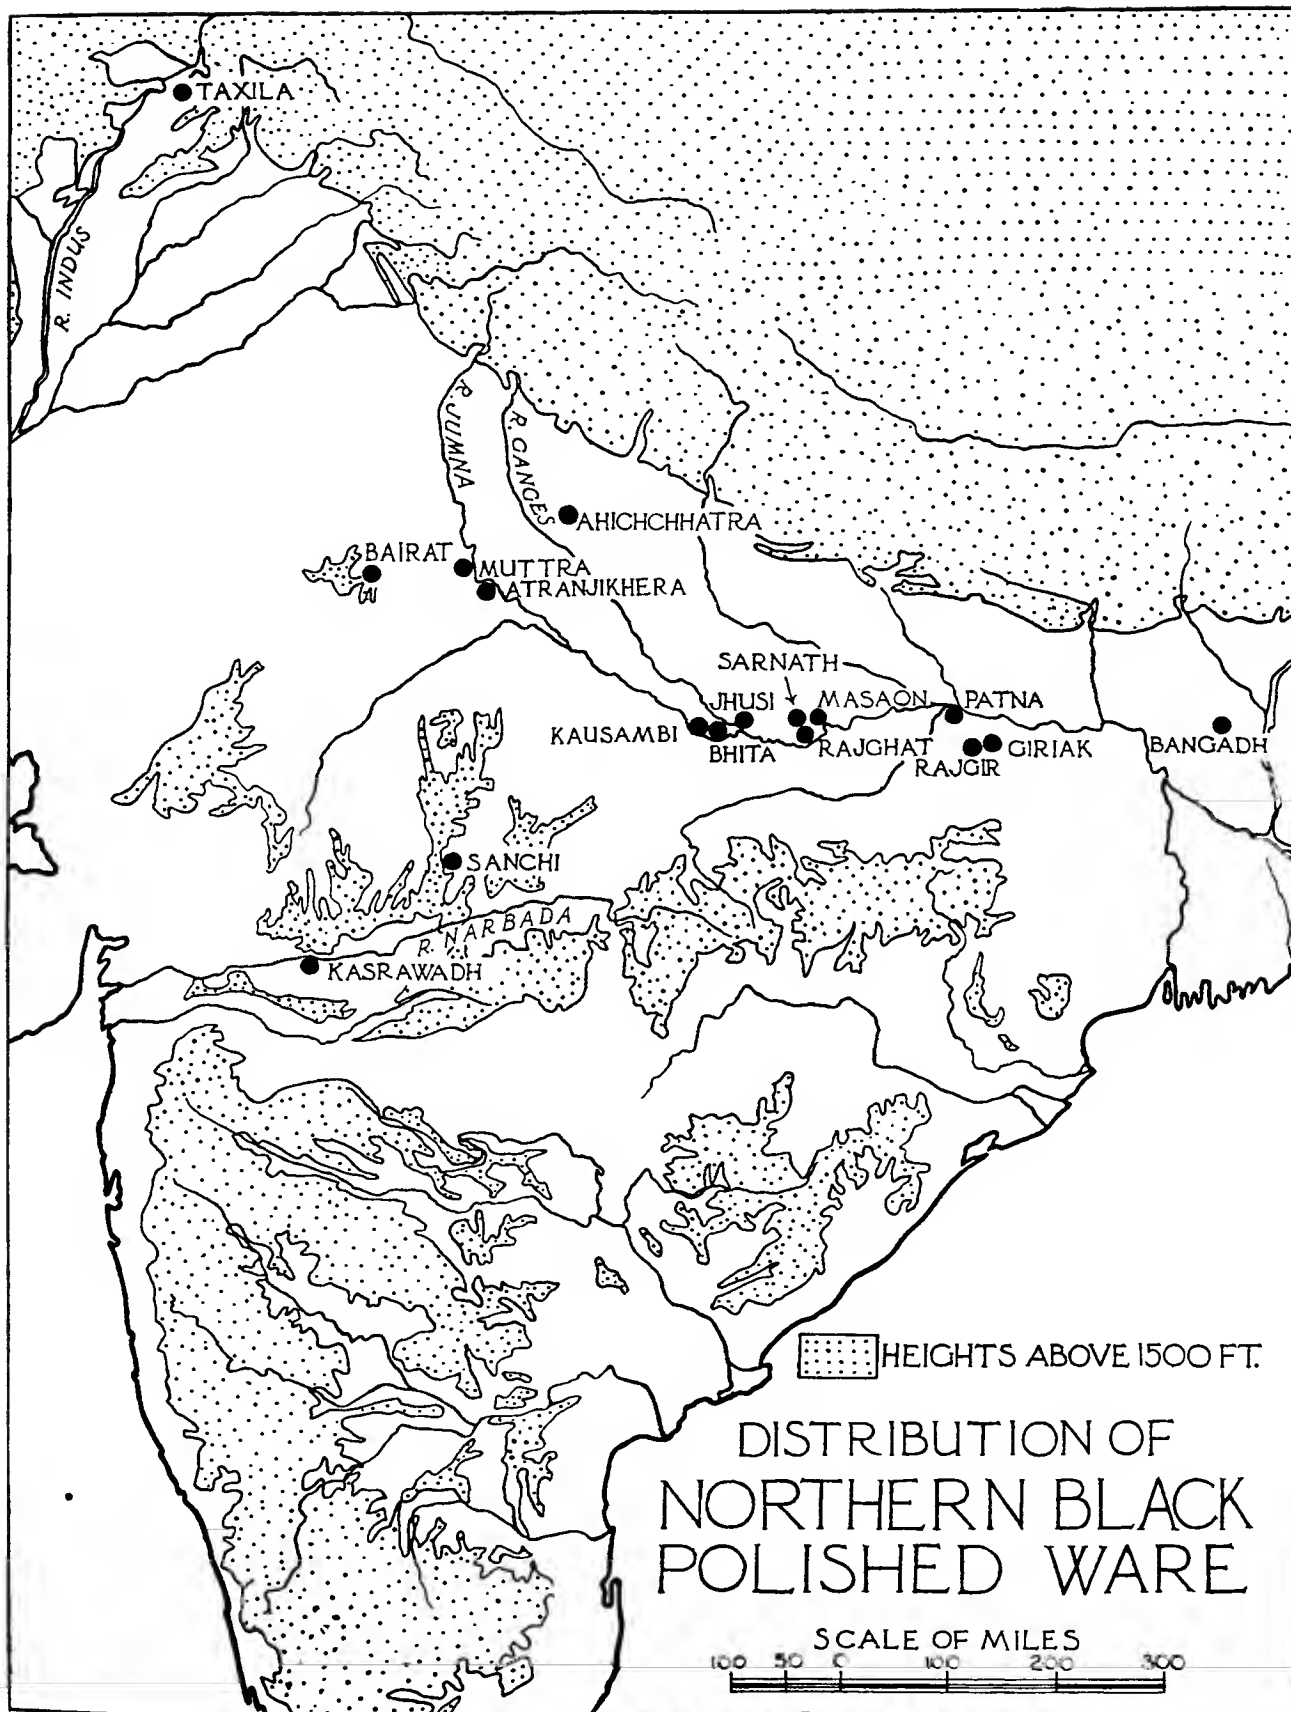 TAXILA
R. INDUS
R. JUMNA
R. GANGES
AHICHCHHATRA
BAIRAT
MUTTRA
ATRANJIKHERA
SARNATH
JHUSI
MASAON
PATNA
KAUSAMBI
BHITA
RAJGHAT
GIRIAK
BANGADH
RAJGIR
SANCHI
R. NARBADA
KASRAWADH
HEIGHTS ABOVE 1500 FT.
DISTRIBUTION OF
NORTHERN BLACK
POLISHED WARE
SCALE OF MILES
100 50 0 100 200 300